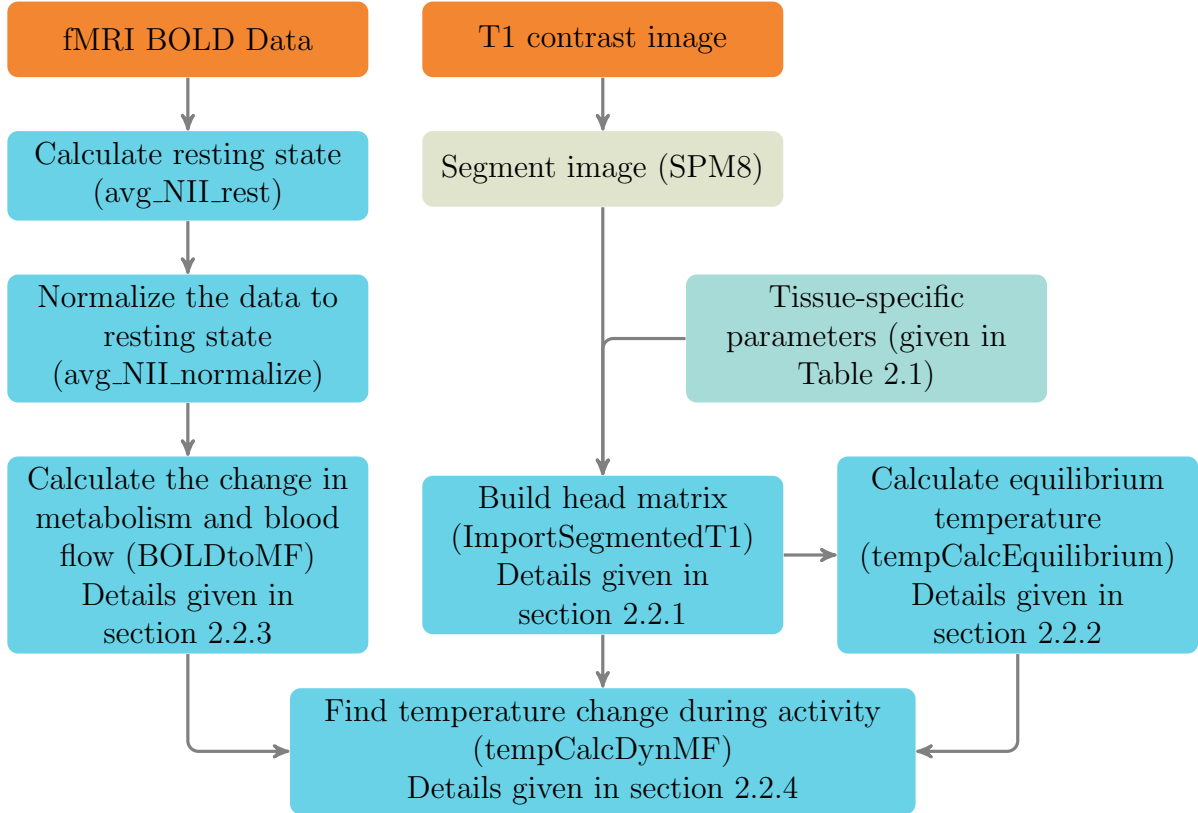 fMRI BOLD Data
T1 contrast image
Calculate resting state
(avg_NII_rest)
Segment image (SPM8)
Normalize the data to
resting state
(avg_NII_normalize)
Tissue-specific
parameters (given in
Table 2.1)
Calculate the change in
metabolism and blood
flow (BOLDtoMF)
Details given in
section 2.2.3
Build head matrix
(ImportSegmentedT1)
Details given in
section 2.2.1
Calculate equilibrium
temperature
(tempCalcEquilibrium)
Details given in
section 2.2.2
Find temperature change during activity
(tempCalcDynMF)
Details given in section 2.2.4